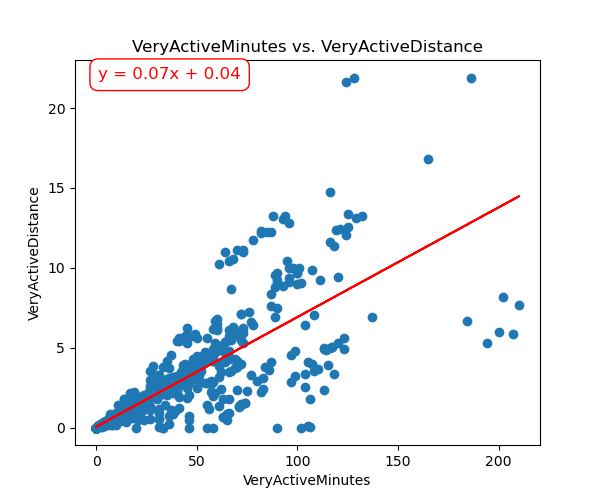 VeryActiveMinutes vs. VeryActiveDistance
y = 0.07x + 0.04
20
15
10
5
0
VeryActiveDistance
0 50 100 150 200
VeryActiveMinutes